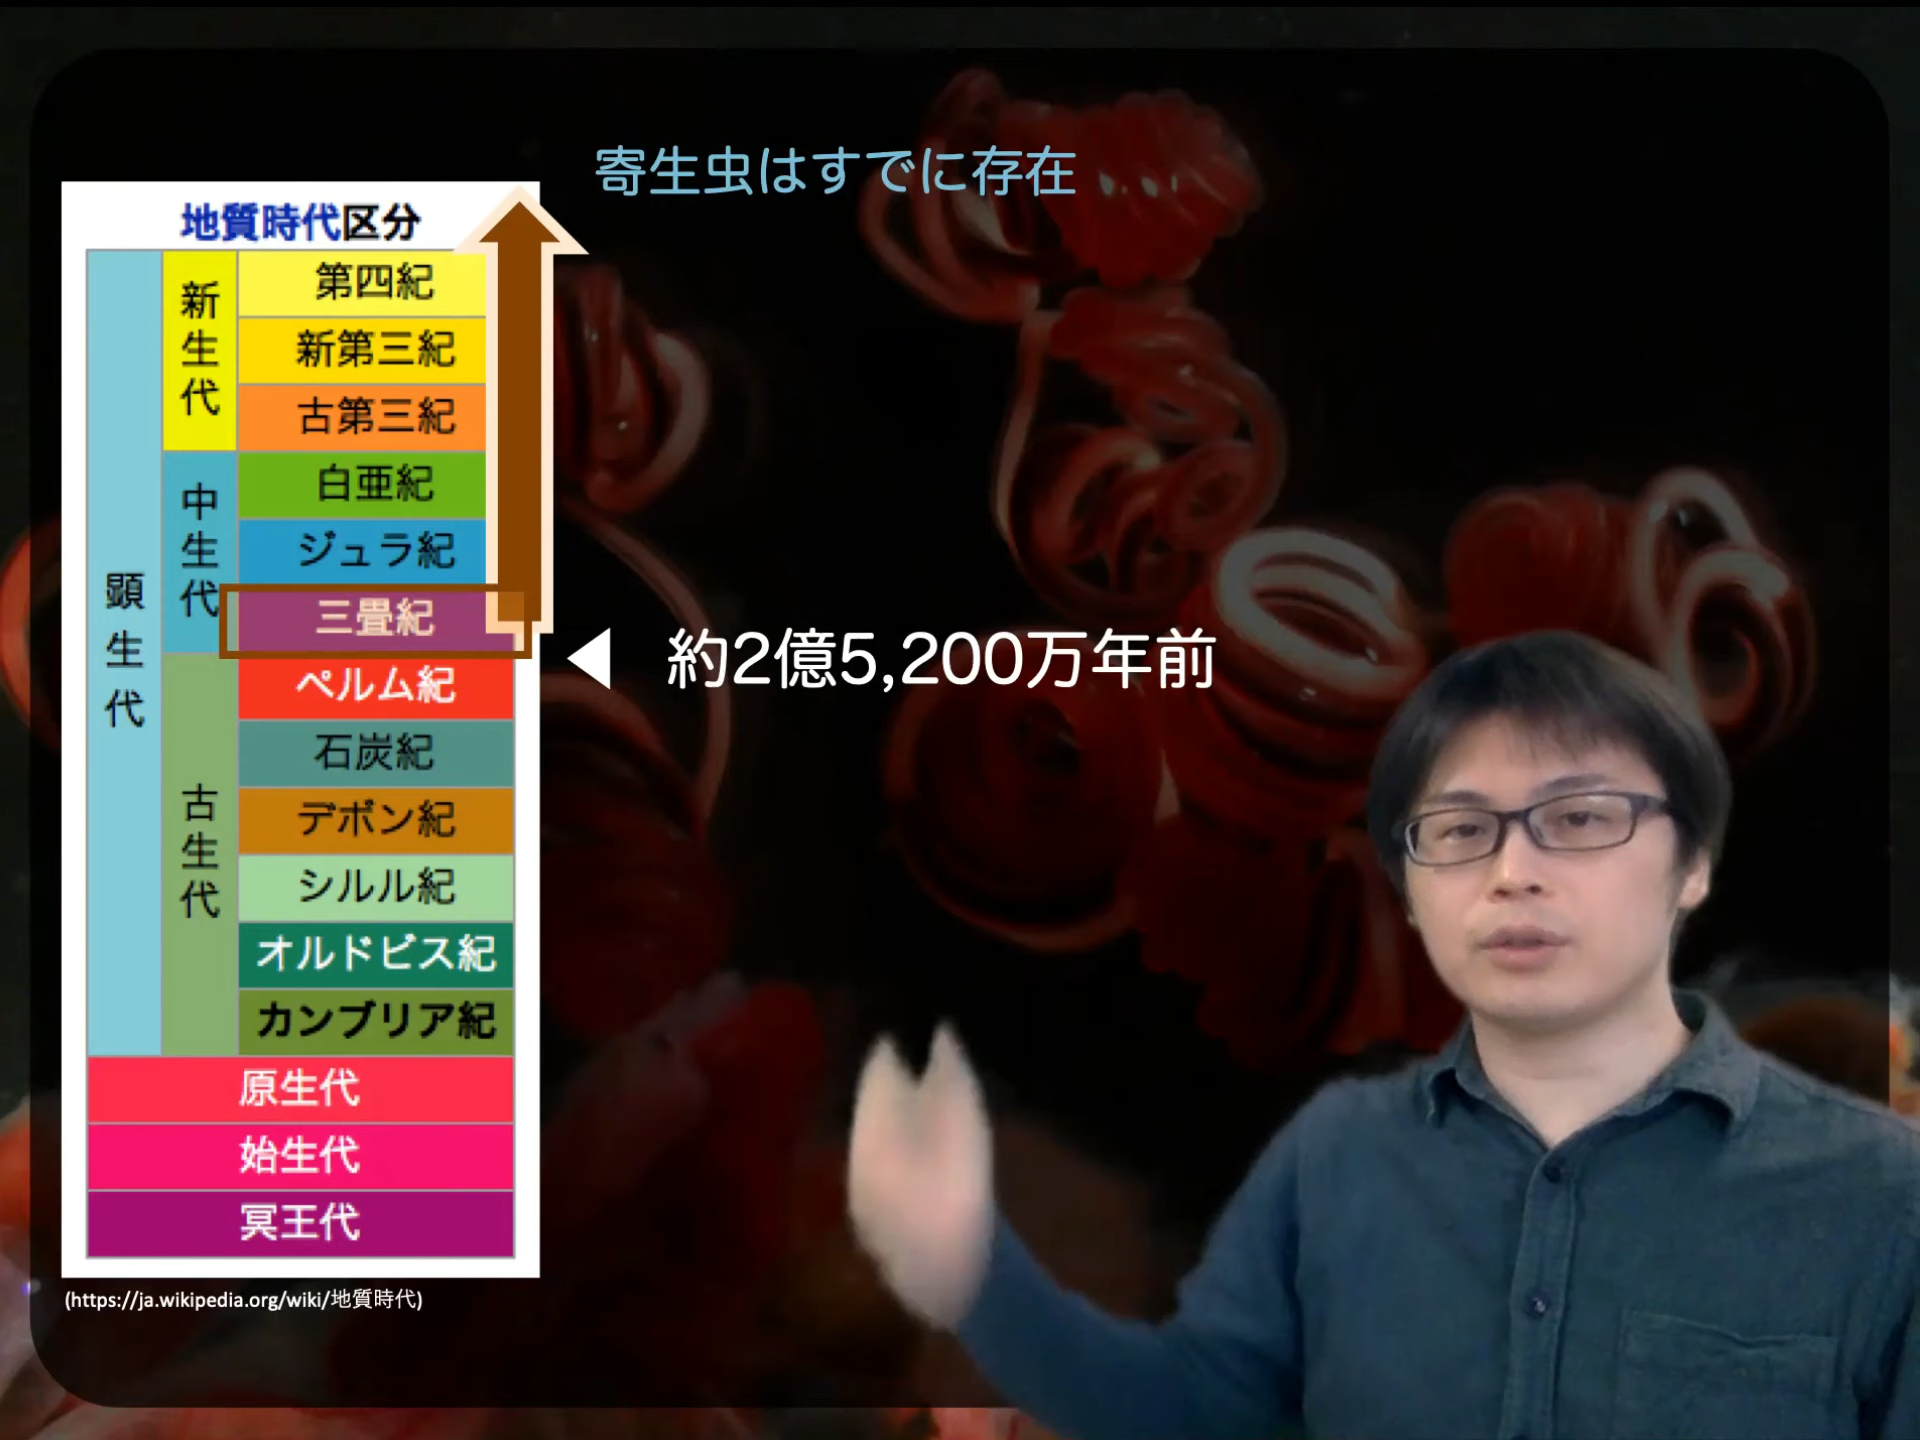 寄生虫はすでに存在
地質時代区分
顕生代
新生代
第四紀
新第三紀
古第三紀
中生代
白亜紀
ジュラ紀
三畳紀
約2億5,200万年前
古生代
ペルム紀
石炭紀
デボン紀
シルル紀
オルドビス紀
カンブリア紀
原生代
始生代
冥王代
(https://ja.wikipedia.org/wiki/地質時代)